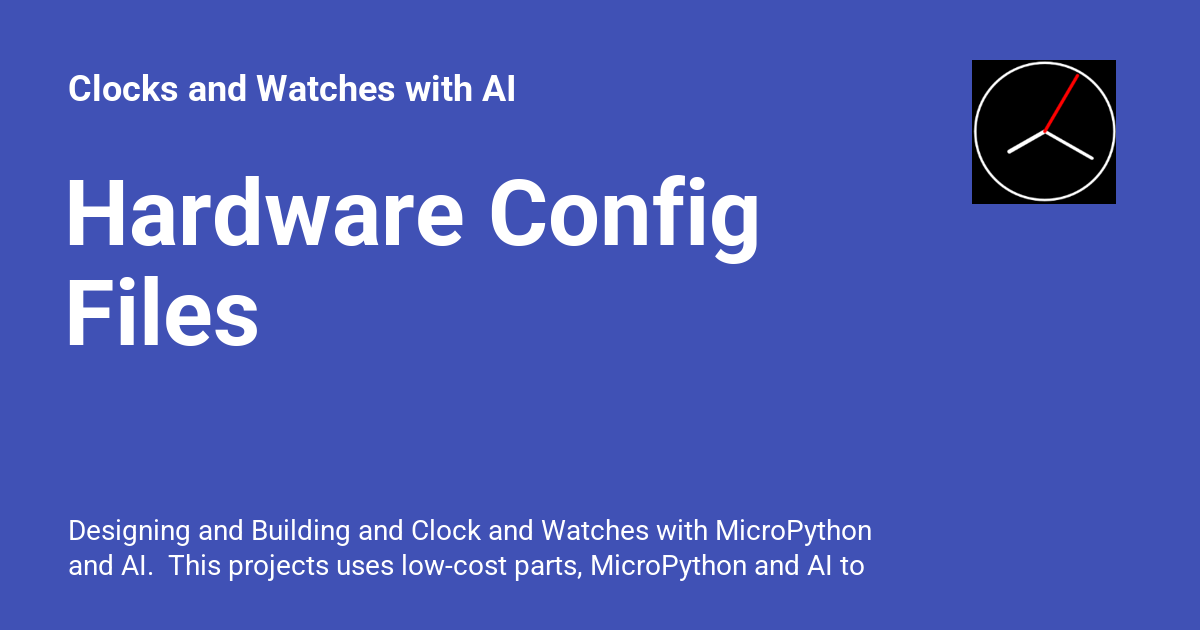 Clocks and Watches with AI
Hardware Config
Files
Designing and Building and Clock and Watches with MicroPython
and AI.  This projects uses low-cost parts, MicroPython and AI to